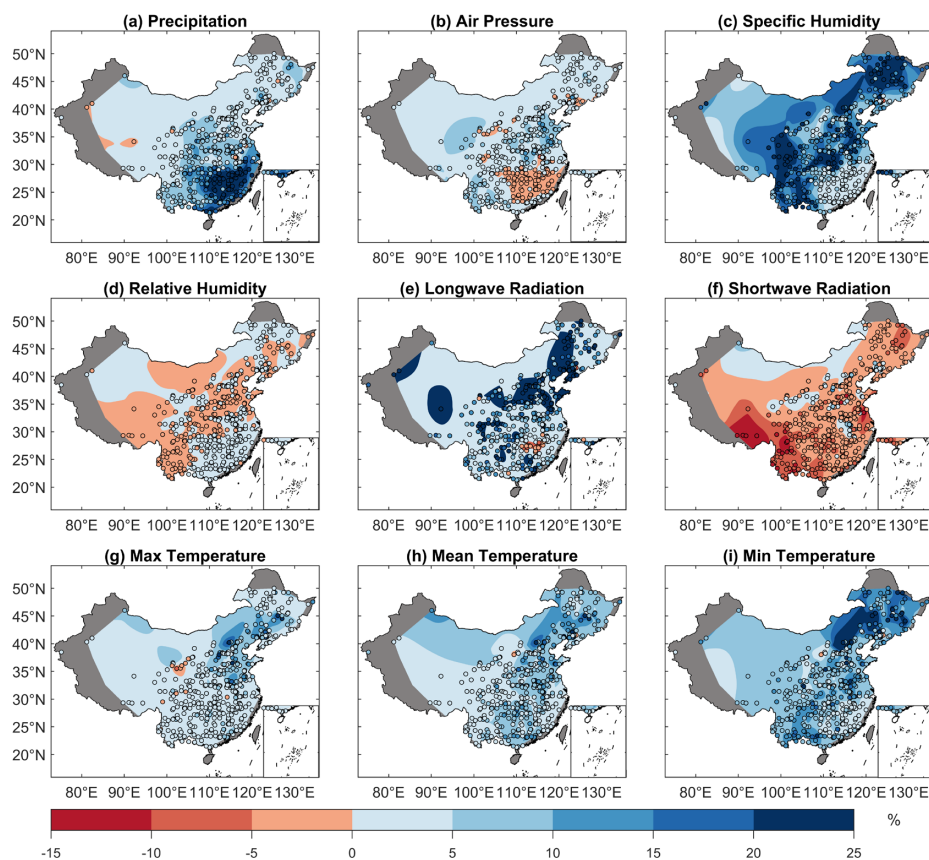 (a) Precipitation
(b) Air Pressure
(c) Specific Humidity
50°N
45°N
40°N
35°N
30°N
25°N
20°N
80°E 90°E 100°E 110°E 120°E 130°E
80°E 90°E 100°E 110°E 120°E 130°E
80°E 90°E 100°E 110°E 120°E 130°E
(d) Relative Humidity
(e) Longwave Radiation
(f) Shortwave Radiation
50°N
45°N
40°N
35°N
30°N
25°N
20°N
80°E 90°E 100°E 110°E 120°E 130°E
80°E 90°E 100°E 110°E 120°E 130°E
80°E 90°E 100°E 110°E 120°E 130°E
(g) Max Temperature
(h) Mean Temperature
(i) Min Temperature
50°N
45°N
40°N
35°N
30°N
25°N
20°N
80°E 90°E 100°E 110°E 120°E 130°E
80°E 90°E 100°E 110°E 120°E 130°E
80°E 90°E 100°E 110°E 120°E 130°E
%
-15 -10 -5 0 5 10 15 20 25